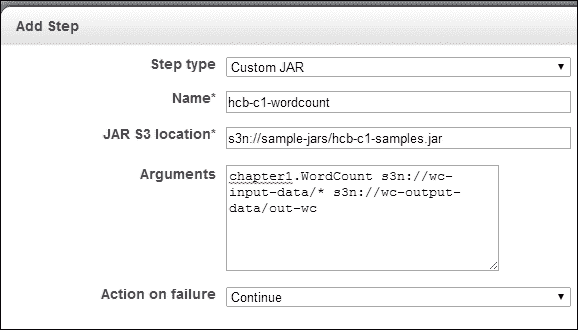 Add Step
Step type Custom JAR
Name* hcb-c1-wordcount
JAR S3 location* s3n://sample-jars/hcb-c1-samples.jar
Arguments chapter1.WordCount s3n://wc-
input-data/* s3n://wc-output-
data/out-wc
Action on failure Continue